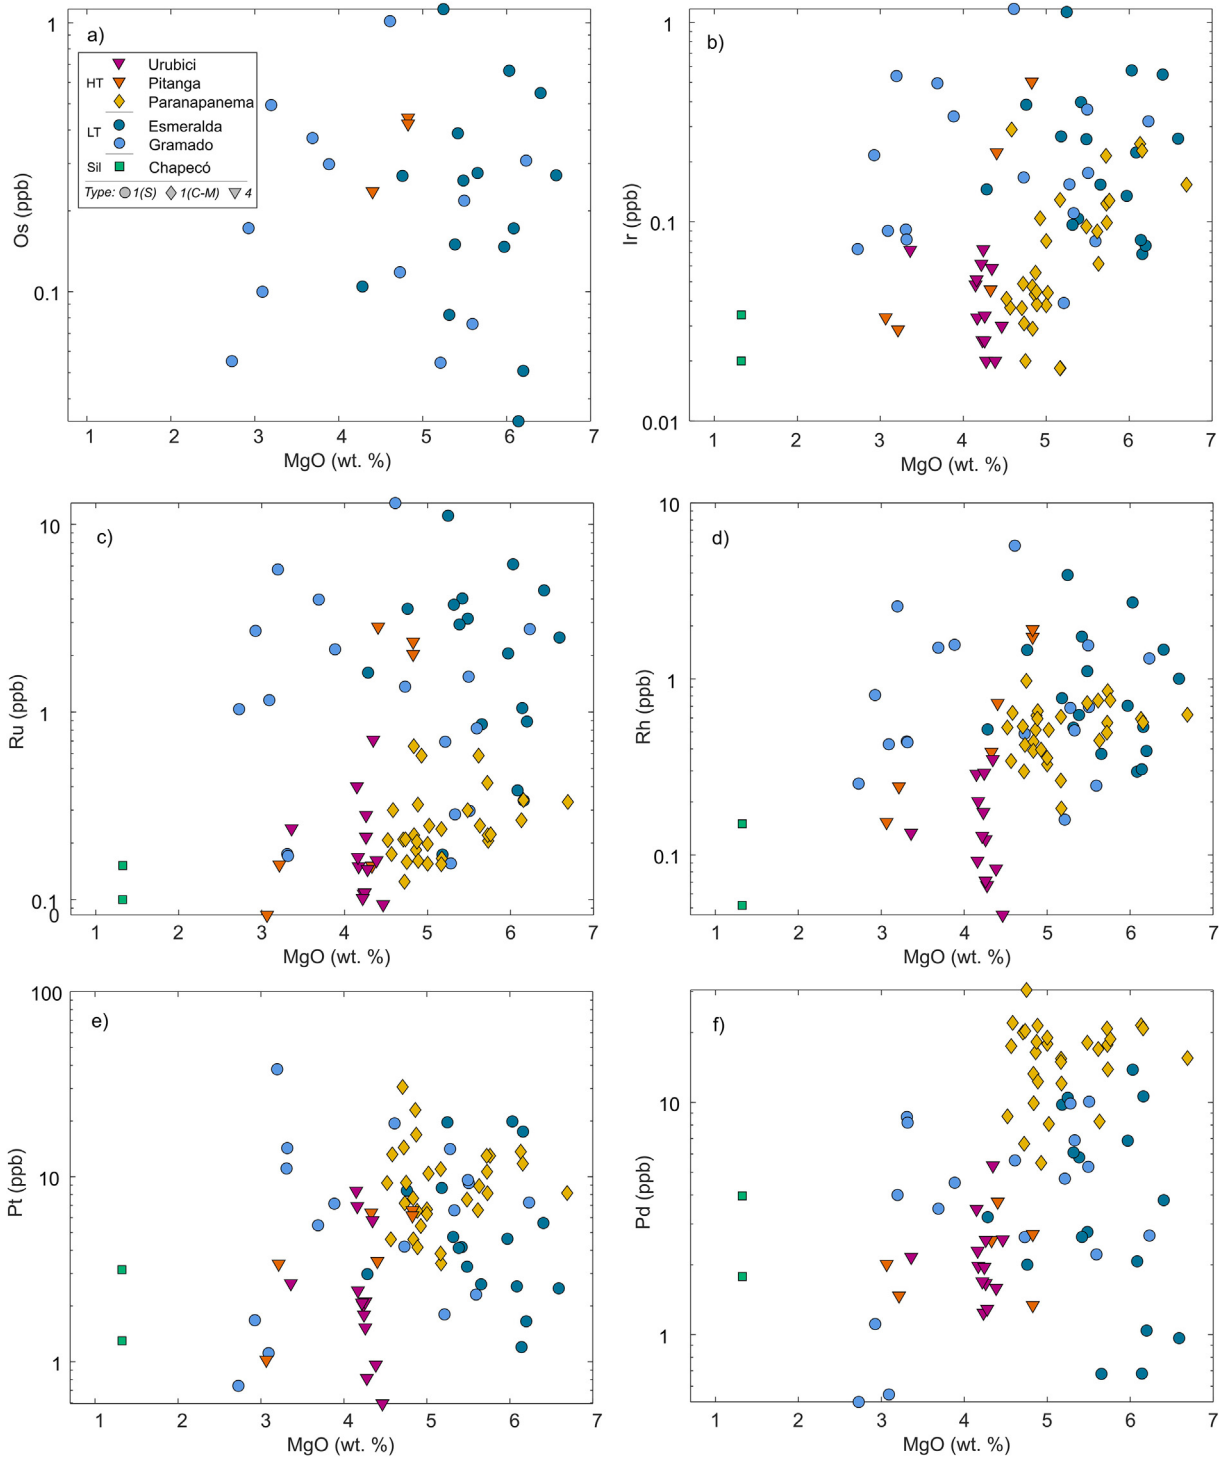 a)
1
0.1
Os (ppb)
HT
Urubici
Pitanga
Paranapanema
LT
Esmeralda
Gramado
Sil
Chapecó
Type: 1(S) 1(C-M) 4
1 2 3 4 5 6 7
MgO (wt. %)
b)
1
0.1
0.01
Ir (ppb)
1 2 3 4 5 6 7
MgO (wt. %)
c)
10
1
0.1
0
Ru (ppb)
1 2 3 4 5 6 7
MgO (wt. %)
d)
10
1
0.1
Rh (ppb)
1 2 3 4 5 6 7
MgO (wt. %)
e)
100
10
1
Pt (ppb)
1 2 3 4 5 6 7
MgO (wt. %)
f)
10
1
Pd (ppb)
1 2 3 4 5 6 7
MgO (wt. %)